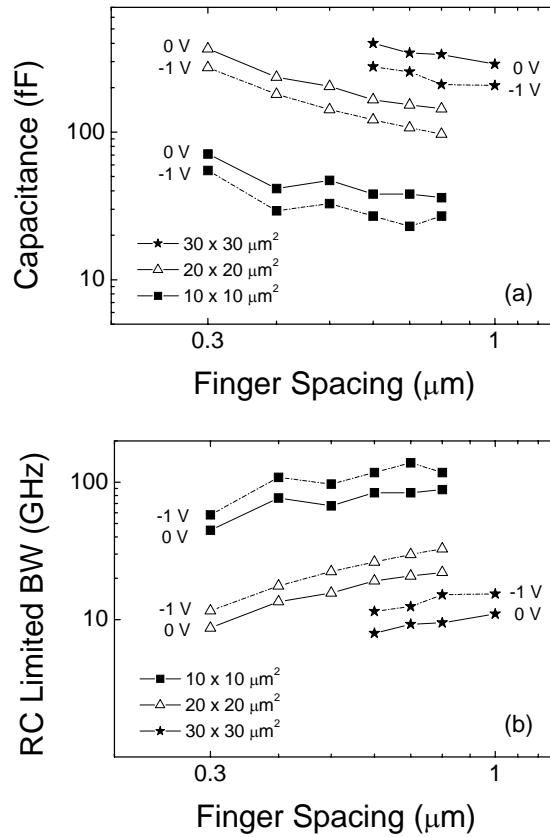 0 V
-1 V
0 V
-1 V
0 V
-1 V
100
10
Capacitance (fF)
30 x 30 μm²
20 x 20 μm²
10 x 10 μm²
(a)
0.3
1
Finger Spacing (μm)
100
10
RC Limited BW (GHz)
-1 V
0 V
-1 V
0 V
-1 V
0 V
10 x 10 μm²
20 x 20 μm²
30 x 30 μm²
(b)
0.3
1
Finger Spacing (μm)